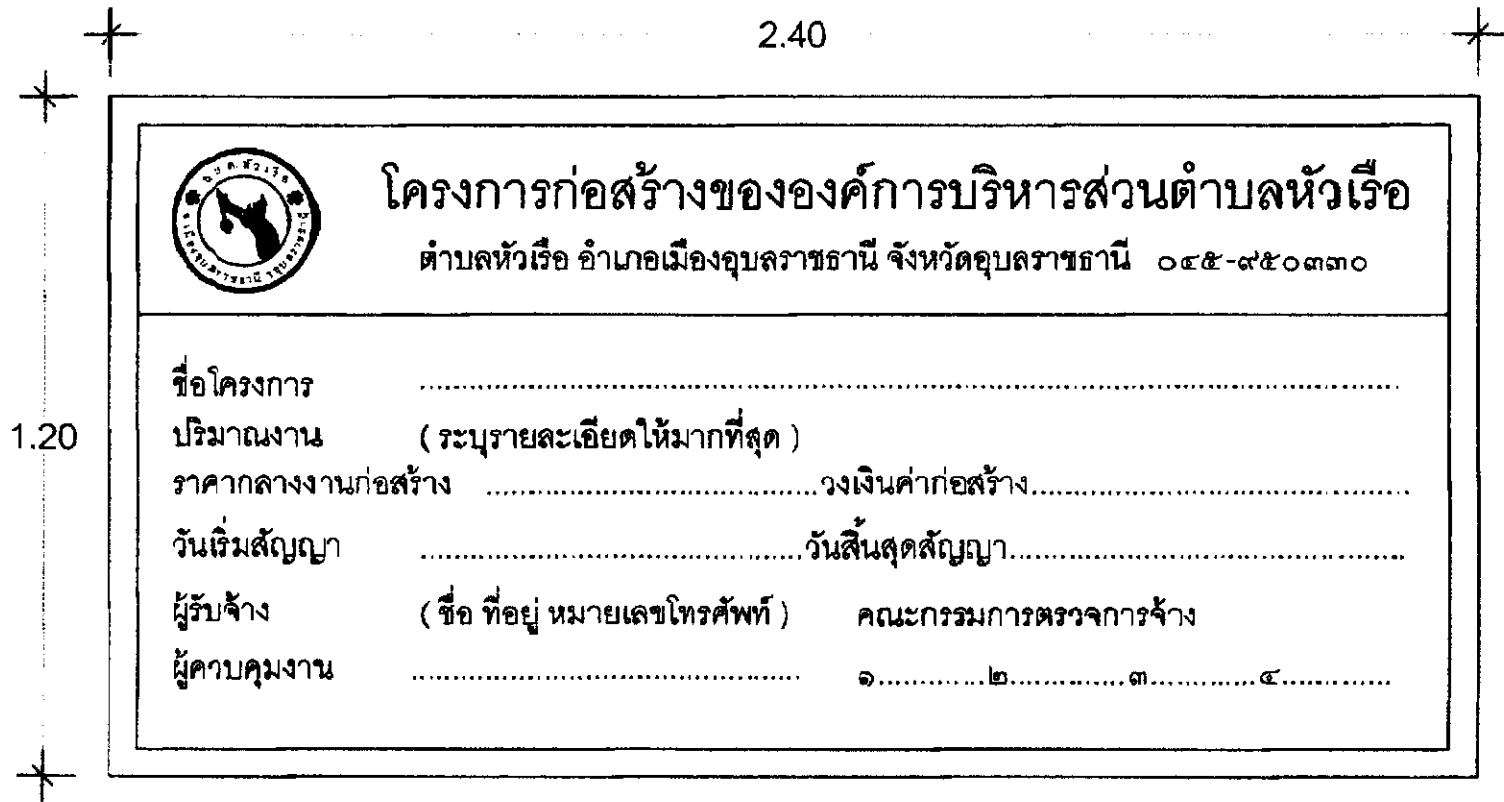 2.40
อบต.หัวเรือ
โครงการก่อสร้างขององค์การบริหารส่วนตำบลหัวเรือ
ตำบลหัวเรือ อำเภอเมืองอุบลราชธานี จังหวัดอุบลราชธานี ๐๔๕-๙๕๐๓๓๐
ชื่อโครงการ ........................................................................
1.20
ปริมาณงาน ( ระบุรายละเอียดให้มากที่สุด )
ราคากลางงานก่อสร้าง ....................................วงเงินค่าก่อสร้าง..........................................
วันเริ่มสัญญา ..........................................วันสิ้นสุดสัญญา............................................
ผู้รับจ้าง ( ชื่อ ที่อยู่ หมายเลขโทรศัพท์ ) คณะกรรมการตรวจการจ้าง
ผู้ควบคุมงาน .......................................... ๑............๒.............๓............๔............